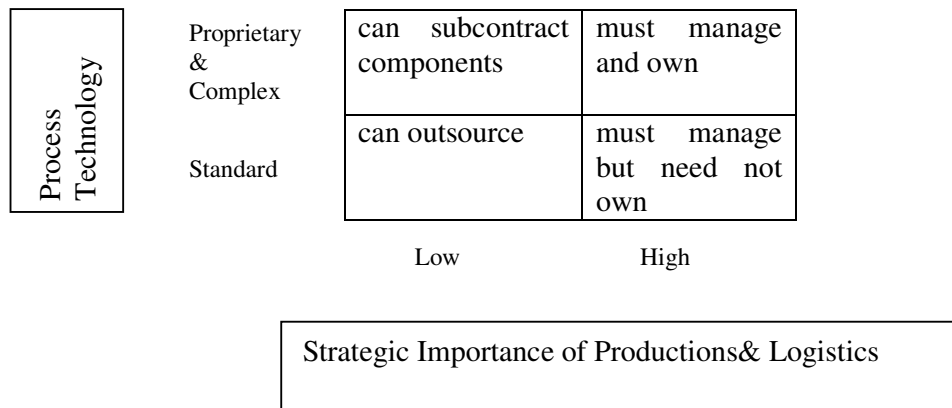 Process
Technology
Proprietary
&
Complex
can subcontract
components
must manage
and own
Standard
can outsource
must manage
but need not
own
Low
High
Strategic Importance of Productions& Logistics